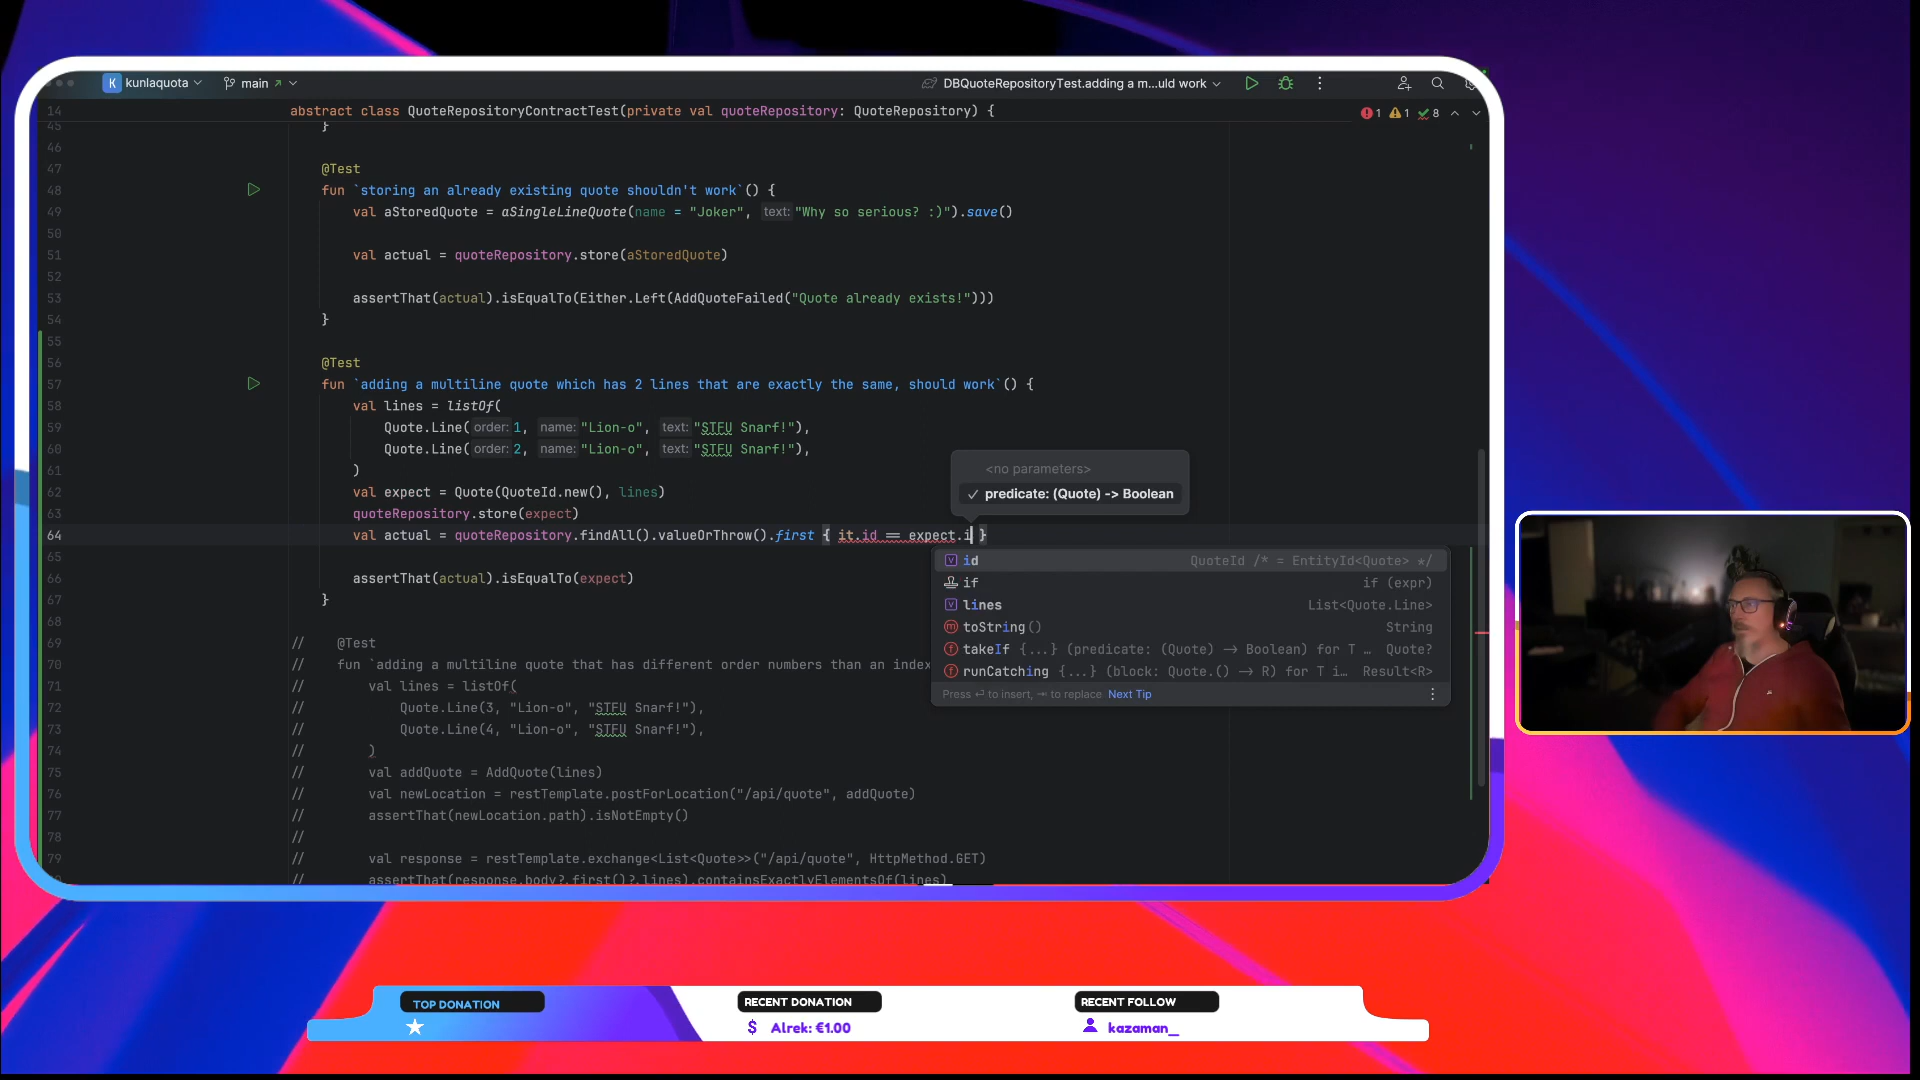 K kunlaquota main DBQuoteRepositoryTest.adding a m...uld work
14 abstract class QuoteRepositoryContractTest(private val quoteRepository: QuoteRepository) { 1 1 8
45 }
46
47 @Test
48 fun `storing an already existing quote shouldn't work`() {
49 val aStoredQuote = aSingleLineQuote(name = "Joker", text: "Why so serious? :)").save()
50
51 val actual = quoteRepository.store(aStoredQuote)
52
53 assertThat(actual).isEqualTo(Either.Left(AddQuoteFailed("Quote already exists!")))
54 }
55
56 @Test
57 fun `adding a multiline quote which has 2 lines that are exactly the same, should work`() {
58 val lines = listOf(
59 Quote.Line( order: 1, name: "Lion-o", text: "STFU Snarf!"),
60 Quote.Line( order: 2, name: "Lion-o", text: "STFU Snarf!"),
61 )
<no parameters>
62 val expect = Quote(QuoteId.new(), lines)
predicate: (Quote) -> Boolean
63 quoteRepository.store(expect)
64 val actual = quoteRepository.findAll().valueOrThrow().first { it.id == expect.i }
65
id QuoteId /* = EntityId<Quote> */
66 assertThat(actual).isEqualTo(expect)
if if (expr)
67 }
lines List<Quote.Line>
68
toString() String
69 // @Test
takeIf {...} (predicate: (Quote) -> Boolean) for T ... Quote?
70 // fun `adding a multiline quote that has different order numbers than an index
runCatching {...} (block: Quote.() -> R) for T i... Result<R>
71 // val lines = listOf(
Press ↵ to insert, ⇥ to replace Next Tip
72 // Quote.Line(3, "Lion-o", "STFU Snarf!"),
73 // Quote.Line(4, "Lion-o", "STFU Snarf!"),
74 // )
75 // val addQuote = AddQuote(lines)
76 // val newLocation = restTemplate.postForLocation("/api/quote", addQuote)
77 // assertThat(newLocation.path).isNotEmpty()
78 //
79 // val response = restTemplate.exchange<List<Quote>>("/api/quote", HttpMethod.GET)
// assertThat(response.body?.first()?.lines).containsExactlyElementsOf(lines)
TOP DONATION
RECENT DONATION
$ Alrek: €1.00
RECENT FOLLOW
kazaman__